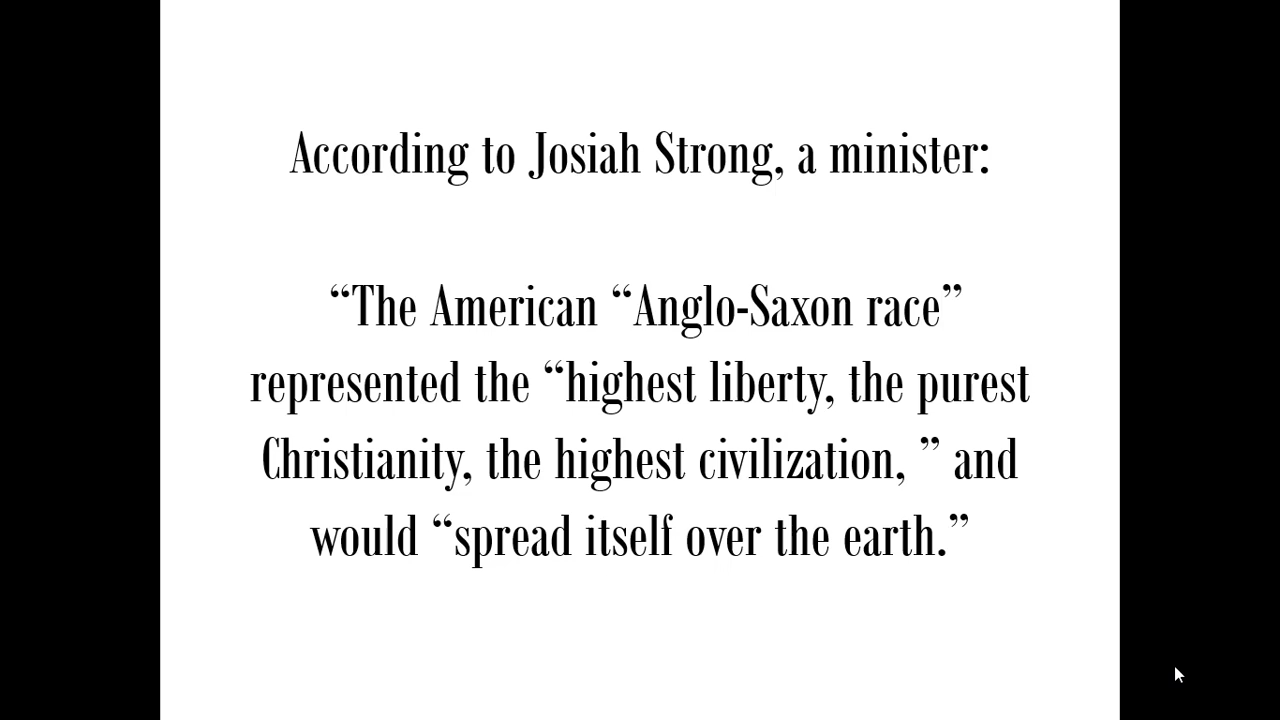 According to Josiah Strong, a minister:
“The American “Anglo-Saxon race”
represented the “highest liberty, the purest
Christianity, the highest civilization, ” and
would “spread itself over the earth.”